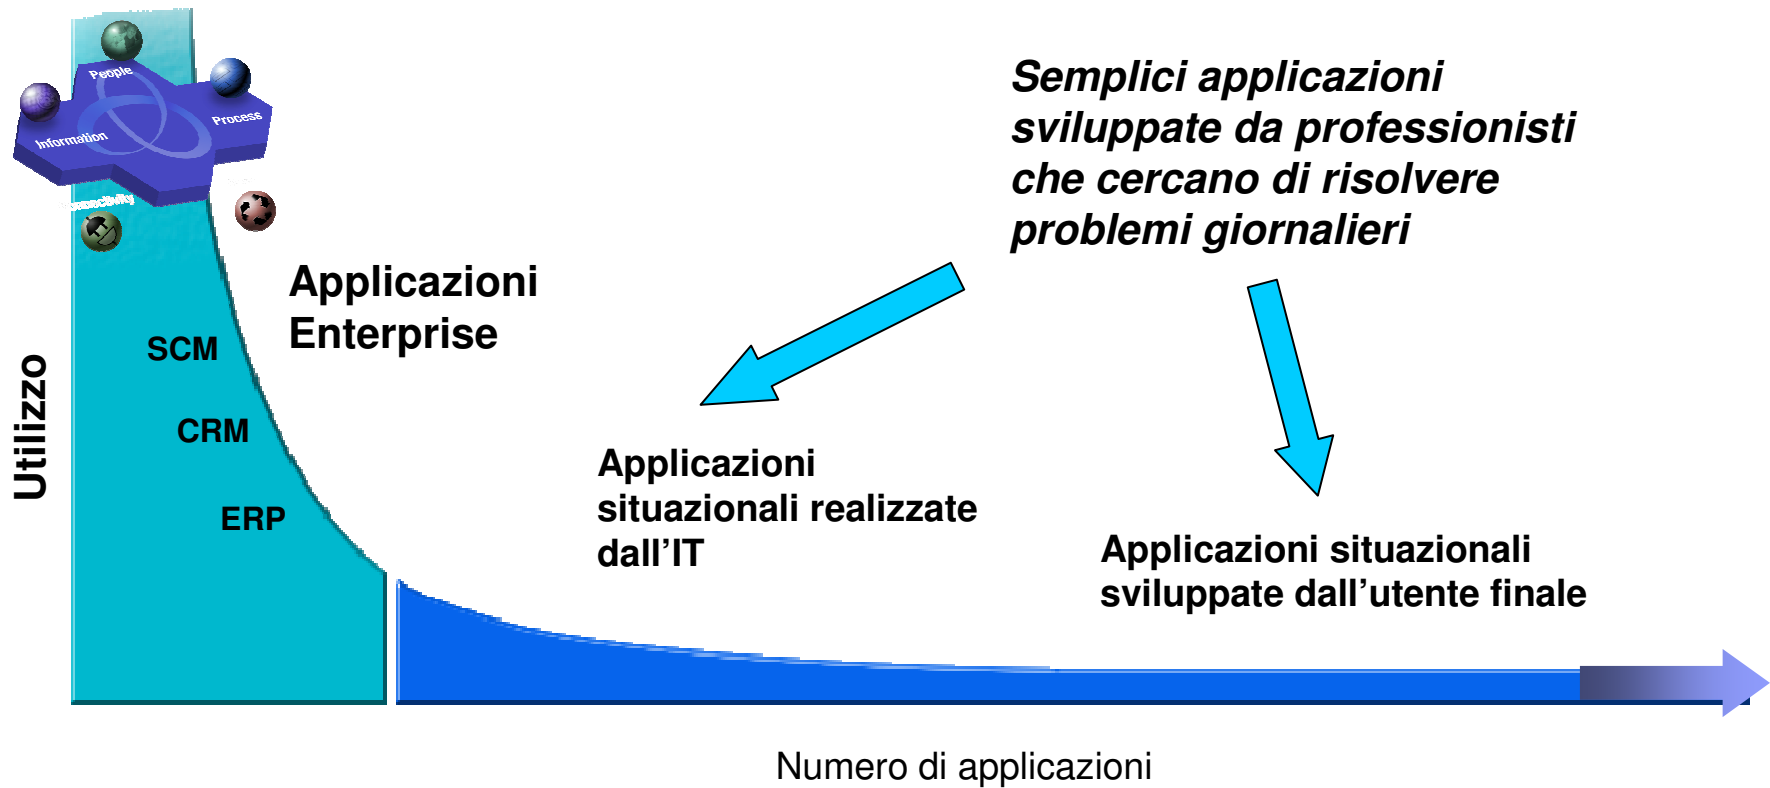 People
Process
Information
Semplici applicazioni
sviluppate da professionisti
che cercano di risolvere
problemi giornalieri
Applicazioni
Enterprise
SCM
CRM
ERP
Utilizzo
Applicazioni
situazionali realizzate
dall’IT
Applicazioni situazionali
sviluppate dall’utente finale
Numero di applicazioni